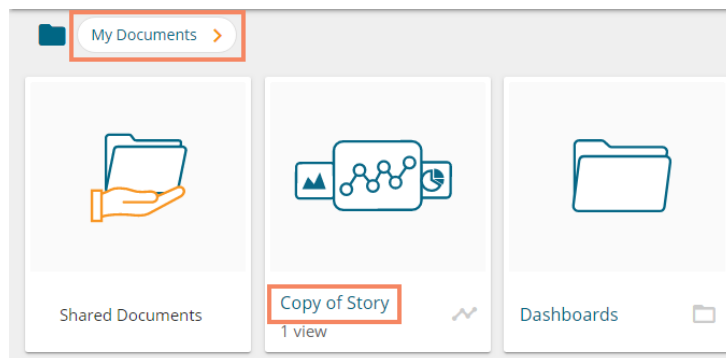 My Documents
Shared Documents
Copy of Story
1 view
Dashboards